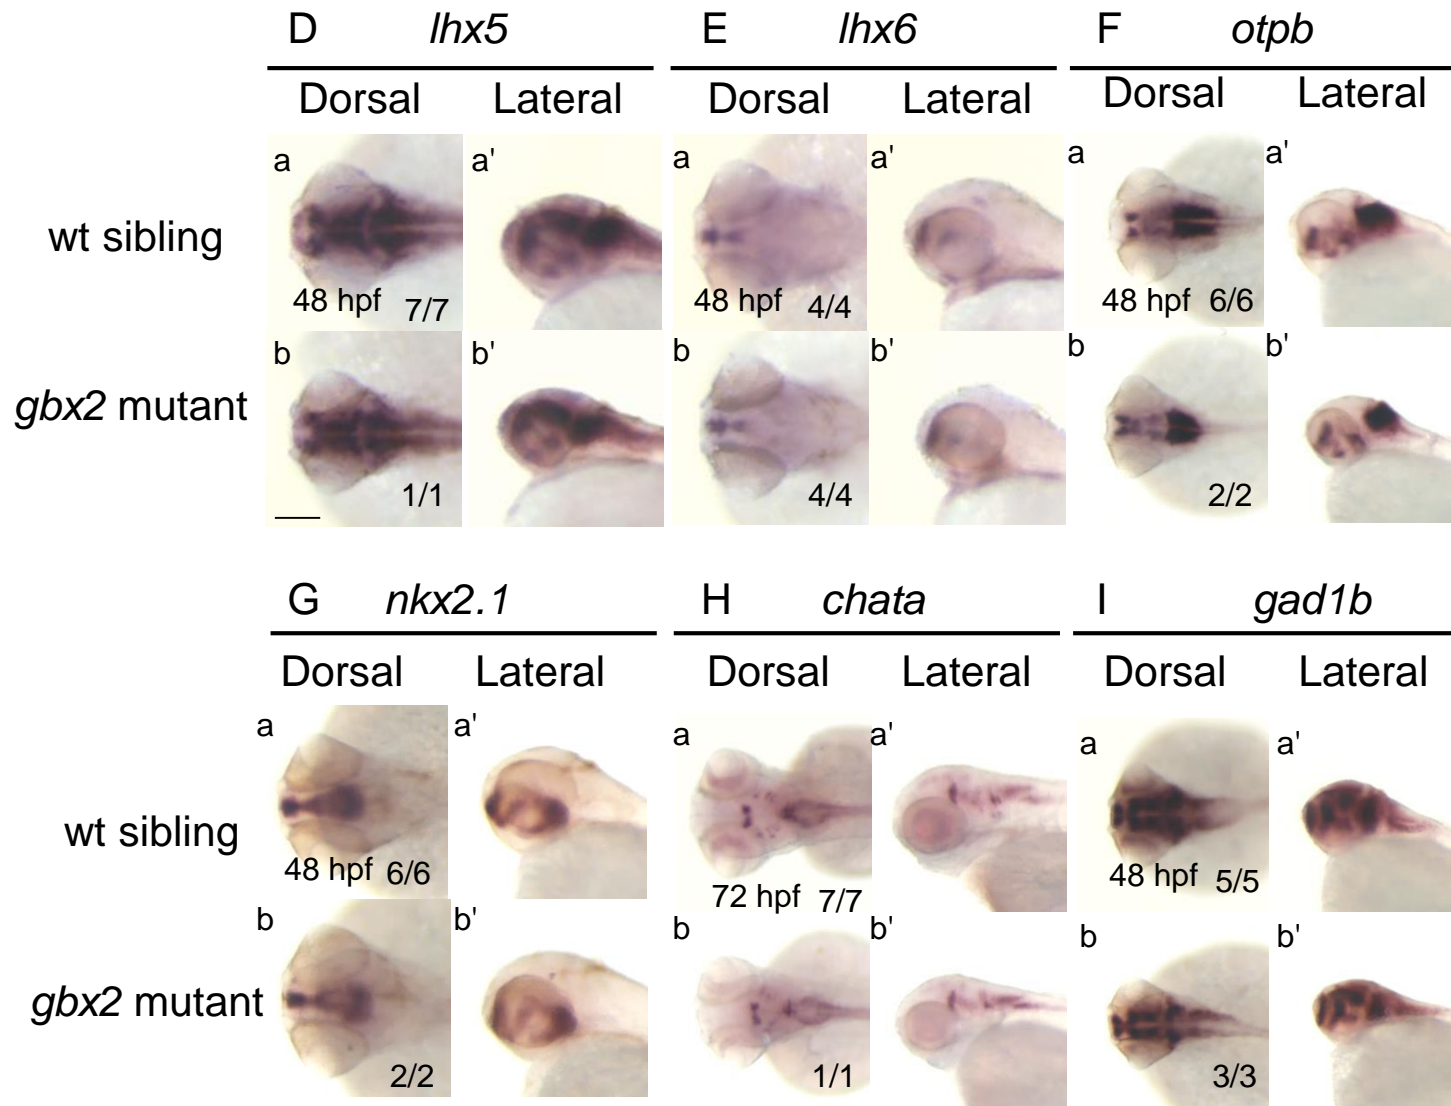 D lhx5 E lhx6 F otpb
Dorsal Lateral Dorsal Lateral Dorsal Lateral
a a' a a' a a'
wt sibling
48 hpf 7/7 48 hpf 4/4 48 hpf 6/6
b b' b b' b b'
gbx2 mutant
1/1 4/4 2/2
G nkx2.1 H chata I gad1b
Dorsal Lateral Dorsal Lateral Dorsal Lateral
a a' a a' a a'
wt sibling
48 hpf 6/6 72 hpf 7/7 48 hpf 5/5
b b' b b' b b'
gbx2 mutant
2/2 1/1 3/3